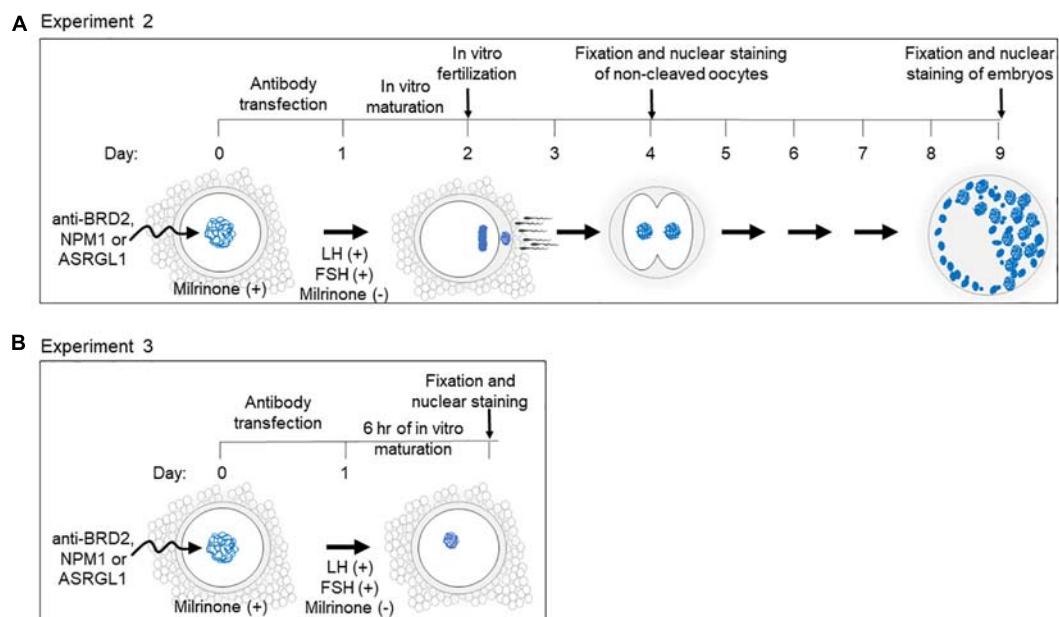 A Experiment 2
Antibody
transfection
In vitro
maturation
In vitro
fertilization
Fixation and nuclear staining
of non-cleaved oocytes
Fixation and nuclear
staining of embryos
Day: 0 1 2 3 4 5 6 7 8 9
anti-BRD2,
NPM1 or
ASRGL1
Milrinone (+)
LH (+)
FSH (+)
Milrinone (-)
B Experiment 3
Antibody
transfection
Fixation and
nuclear staining
6 hr of in vitro
maturation
Day: 0 1
anti-BRD2,
NPM1 or
ASRGL1
Milrinone (+)
LH (+)
FSH (+)
Milrinone (-)